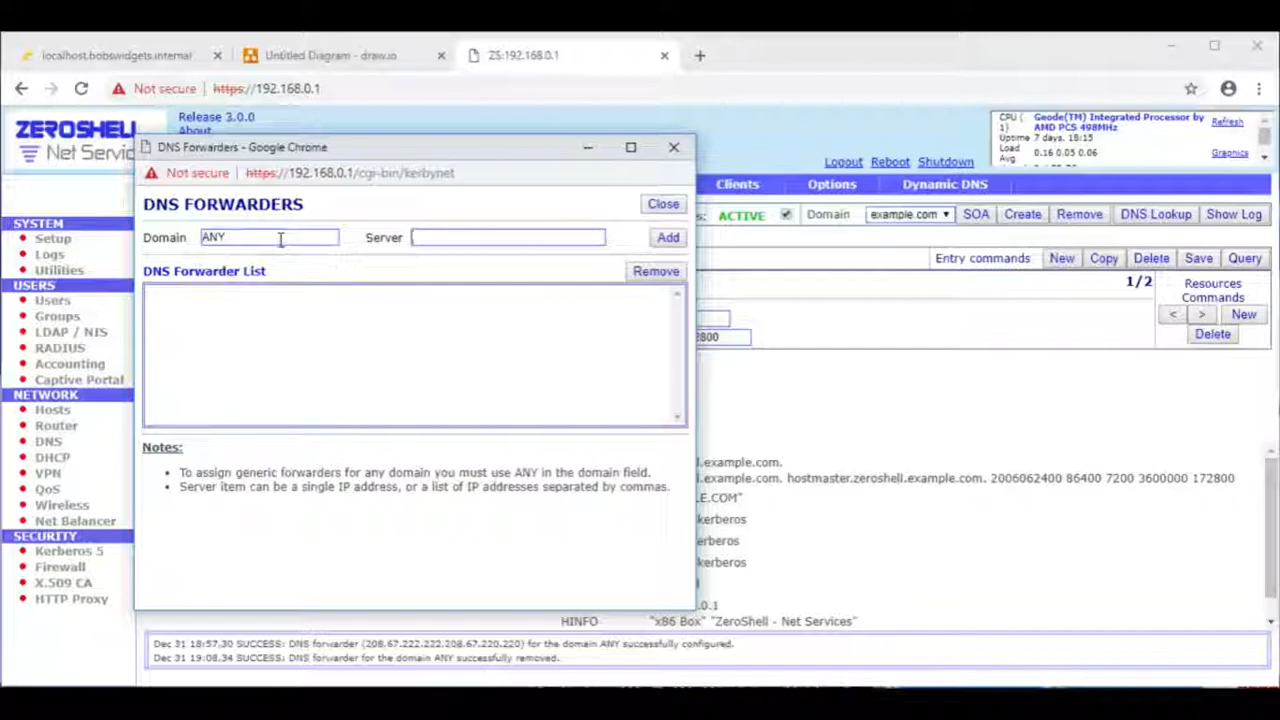 localhost.bobswidgets.internal
Untitled Diagram - draw.io
ZS:192.168.0.1
Not secure
https://192.168.0.1
ZEROSHELL
Net Servic
Release 3.0.0
About
CPU (1) Geode(TM) Integrated Processor by AMD PCS 498MHz
Uptime 7 days, 18:15
Load Avg. 0.16 0.05 0.06
Refresh
Graphics
Logout Reboot Shutdown
Clients Options Dynamic DNS
s: ACTIVE Domain example.com SOA Create Remove DNS Lookup Show Log
Entry commands New Copy Delete Save Query
1/2
Resources
Commands
< > New
Delete
2800
DNS Forwarders - Google Chrome
Not secure
https://192.168.0.1/cgi-bin/kerbynet
DNS FORWARDERS
Close
Domain ANY Server Add
DNS Forwarder List
Remove
Notes:
To assign generic forwarders for any domain you must use ANY in the domain field.
Server item can be a single IP address, or a list of IP addresses separated by commas.
SYSTEM
Setup
Logs
Utilities
USERS
Users
Groups
LDAP / NIS
RADIUS
Accounting
Captive Portal
NETWORK
Hosts
Router
DNS
DHCP
VPN
QoS
Wireless
Net Balancer
SECURITY
Kerberos 5
Firewall
X.509 CA
HTTP Proxy
l.example.com.
l.example.com. hostmaster.zeroshell.example.com. 2006062400 86400 7200 3600000 172800
LE.COM"
kerberos
kerberos
kerberos
.0.1
HINFO "x86 Box" "ZeroShell - Net Services"
Dec 31 18:57.30 SUCCESS: DNS forwarder (208.67.222.222,208.67.220.220) for the domain ANY successfully configured.
Dec 31 19:08.34 SUCCESS: DNS forwarder for the domain ANY successfully removed.